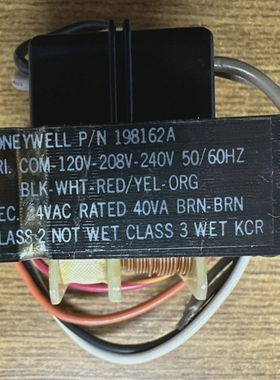 ONEYWELL P/N 198162A
RI. COM-120V-208V-240V 50/60HZ
BLK-WHT-RED/YEL-ORG
EC. 24VAC RATED 40VA BRN-BRN
CLASS 2 NOT WET CLASS 3 WET KCR